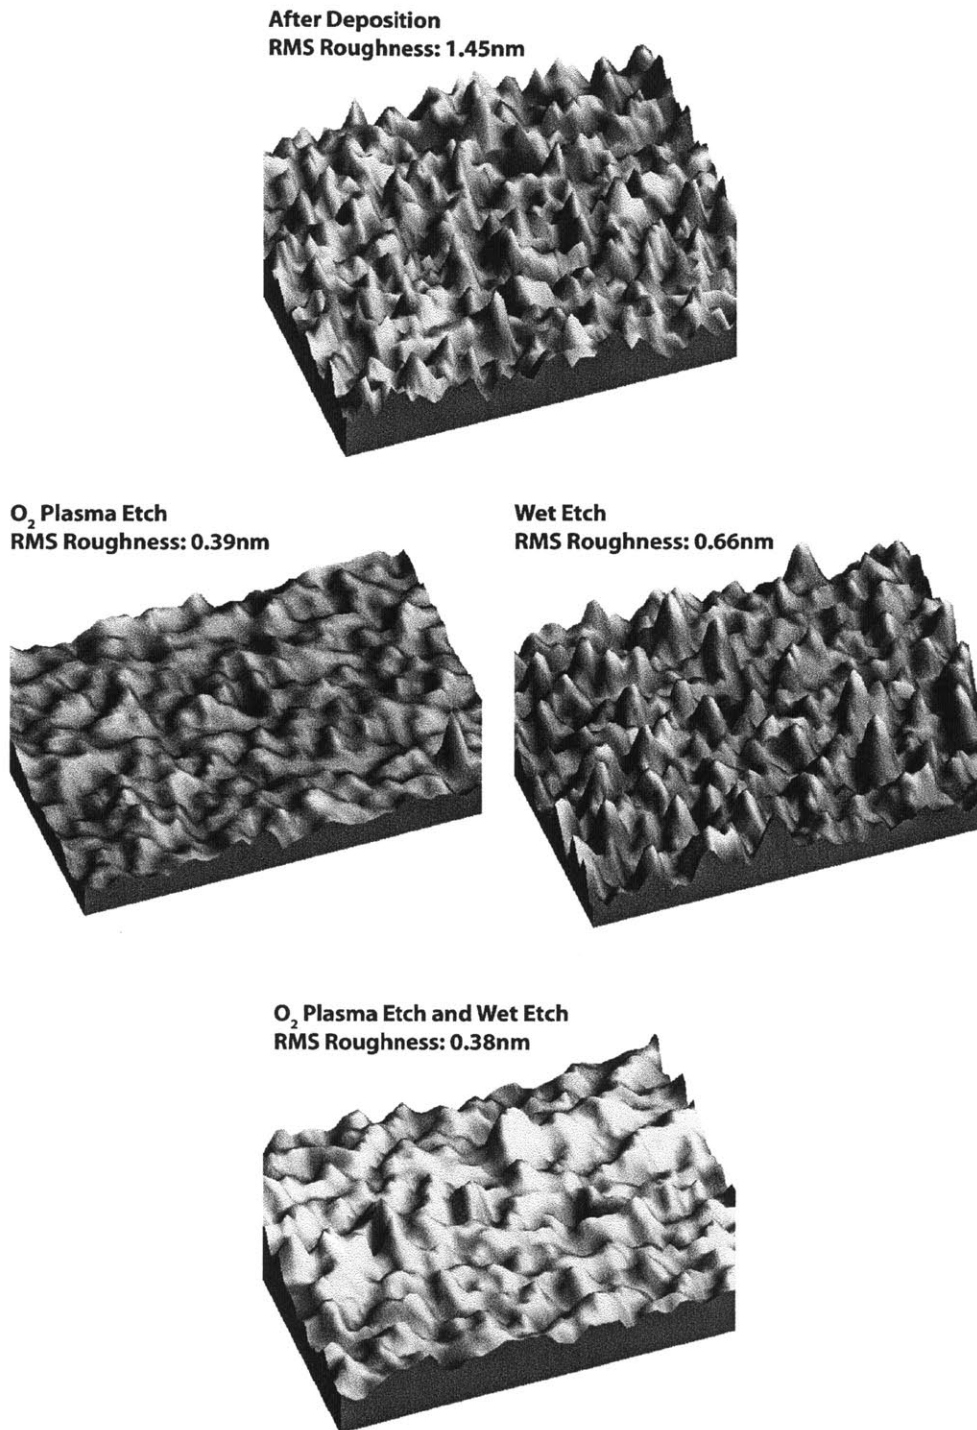 After Deposition
RMS Roughness: 1.45nm
O₂ Plasma Etch
RMS Roughness: 0.39nm
Wet Etch
RMS Roughness: 0.66nm
O₂ Plasma Etch and Wet Etch
RMS Roughness: 0.38nm